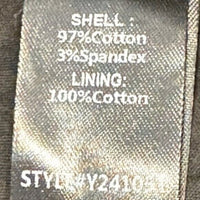 SHELL :
97%Cotton
3%Spandex
LINING:
100%Cotton